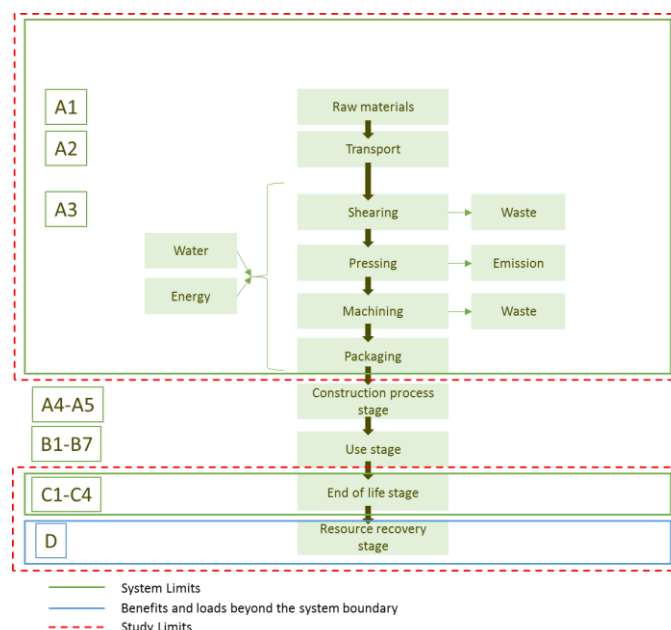 A1
Raw materials
A2
Transport
A3
Shearing
Waste
Water
Pressing
Emission
Energy
Machining
Waste
Packaging
A4-A5
Construction process
stage
B1-B7
Use stage
C1-C4
End of life stage
D
Resource recovery
stage
System Limits
Benefits and loads beyond the system boundary
Study Limits